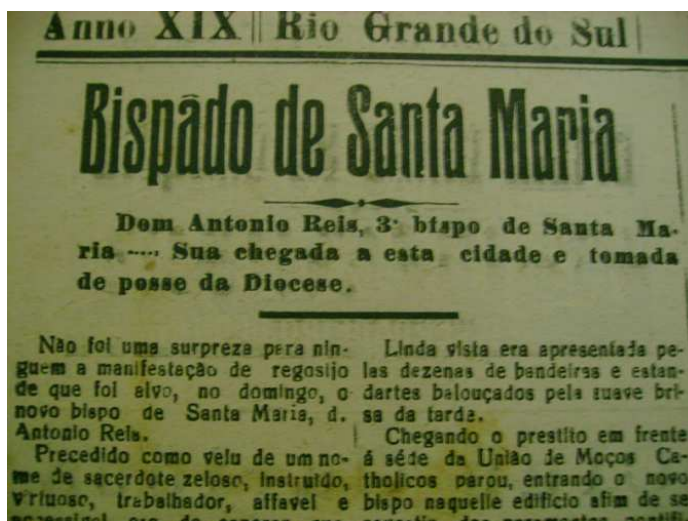 Anno XIX || Rio Grande do Sul |
Bispâdo de Santa Maria
Dom Antonio Reis, 3· bispo de Santa Ma-
ria ---- Sua chegada a esta cidade e tomada
de posse da Diocese.
Não foi uma surpreza para nin-
guem a manifestação de regosijo
de que foi alvo, no domingo, o
novo bispo de Santa Maria, d.
Antonio Reis.
Precedido como veiu de um no-
me de sacerdote zeloso, instruido,
virtuoso, trabalhador, affavel e
Linda vista era apresentada pe-
las dezenas de bandeiras e estan-
dartes balouçados pela suave bri-
sa da tarde.
Chegando o prestito em frente
á séde da União de Moços Ca-
tholicos parou, entrando o novo
bispo naquelle edificio afim de se